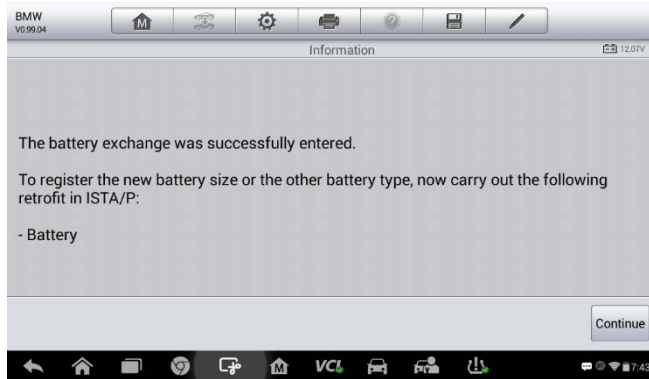 BMW
V0.99.04
M
Information
12.07V
The battery exchange was successfully entered.
To register the new battery size or the other battery type, now carry out the following
retrofit in ISTA/P:
- Battery
Continue
M
VCI
7:43